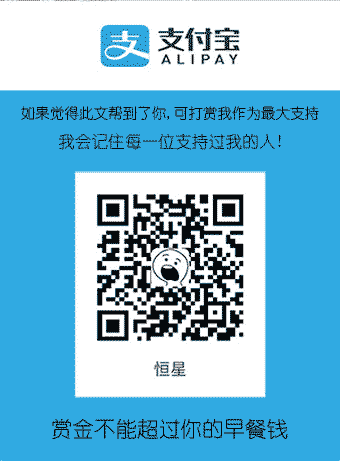 支付宝
ALIPAY
如果觉得此文帮到了你,可打赏我作为最大支持
我会记住每一位支持过我的人!
恒星
赏金不能超过你的早餐钱